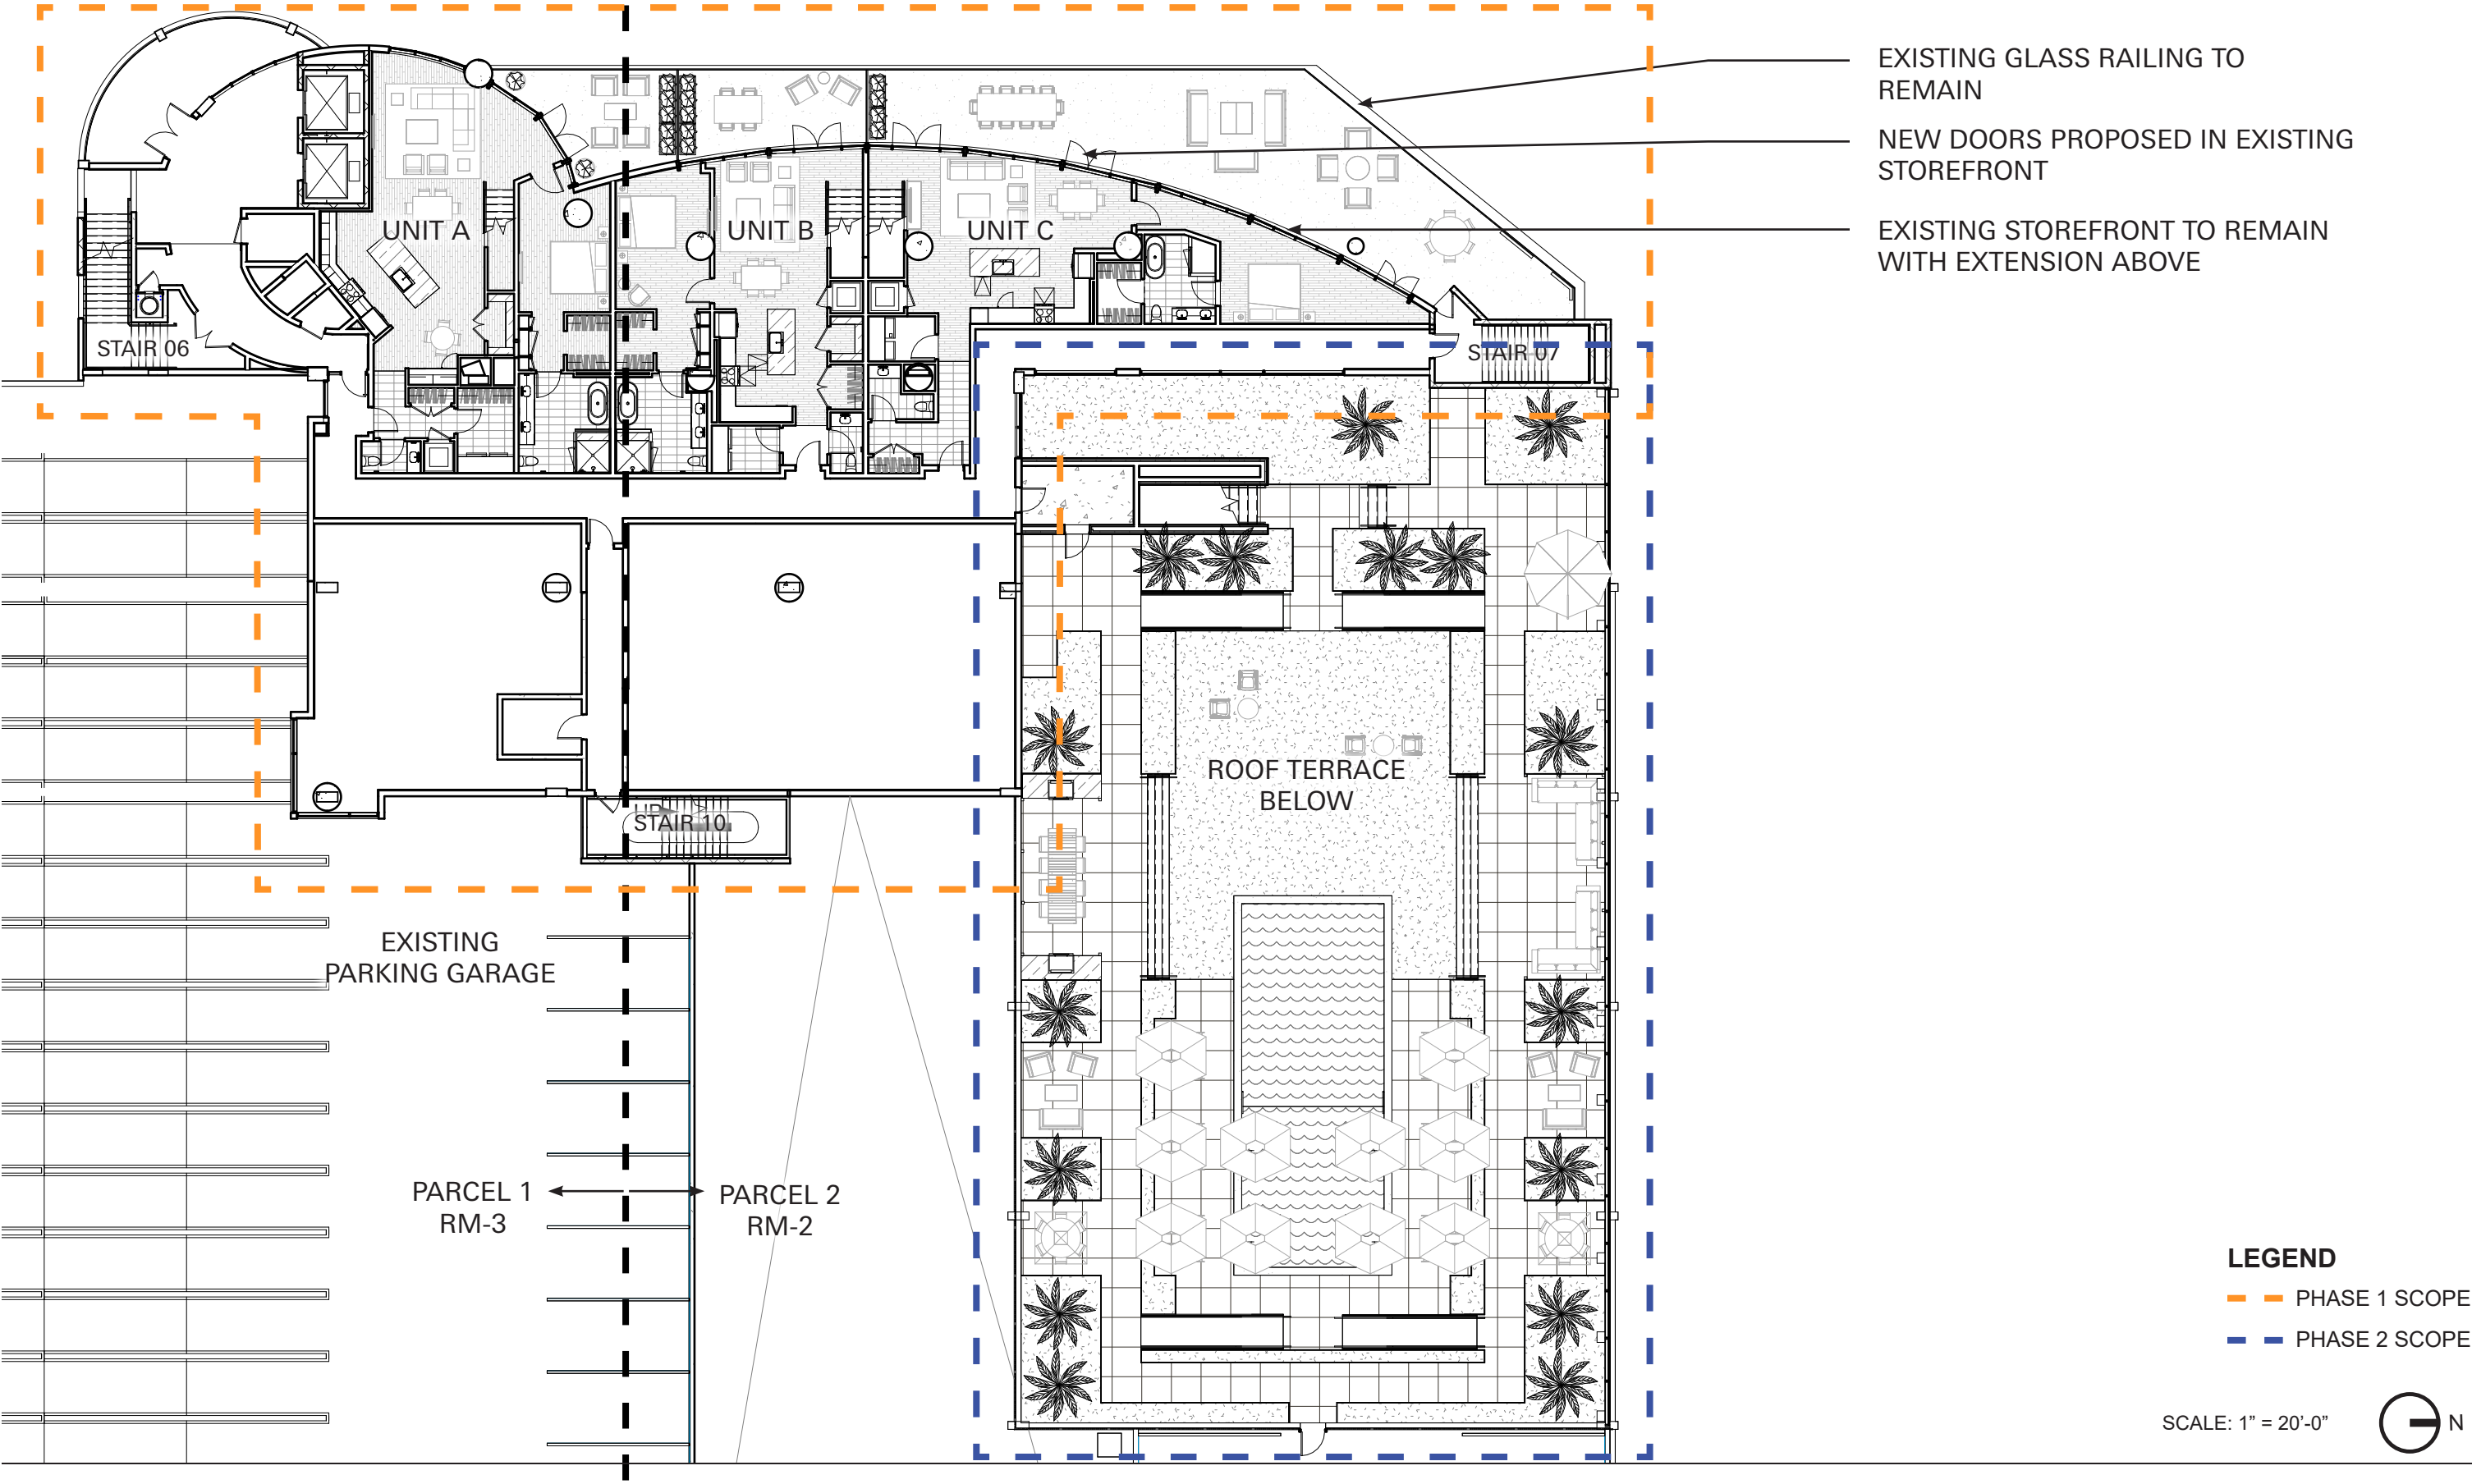 EXISTING GLASS RAILING TO
REMAIN
NEW DOORS PROPOSED IN EXISTING
STOREFRONT
EXISTING STOREFRONT TO REMAIN
WITH EXTENSION ABOVE
UNIT A
UNIT B
UNIT C
STAIR 06
STAIR 07
ROOF TERRACE
BELOW
UP
STAIR 10
EXISTING
PARKING GARAGE
PARCEL 1
RM-3
PARCEL 2
RM-2
LEGEND
PHASE 1 SCOPE
PHASE 2 SCOPE
SCALE: 1” = 20’-0”
N